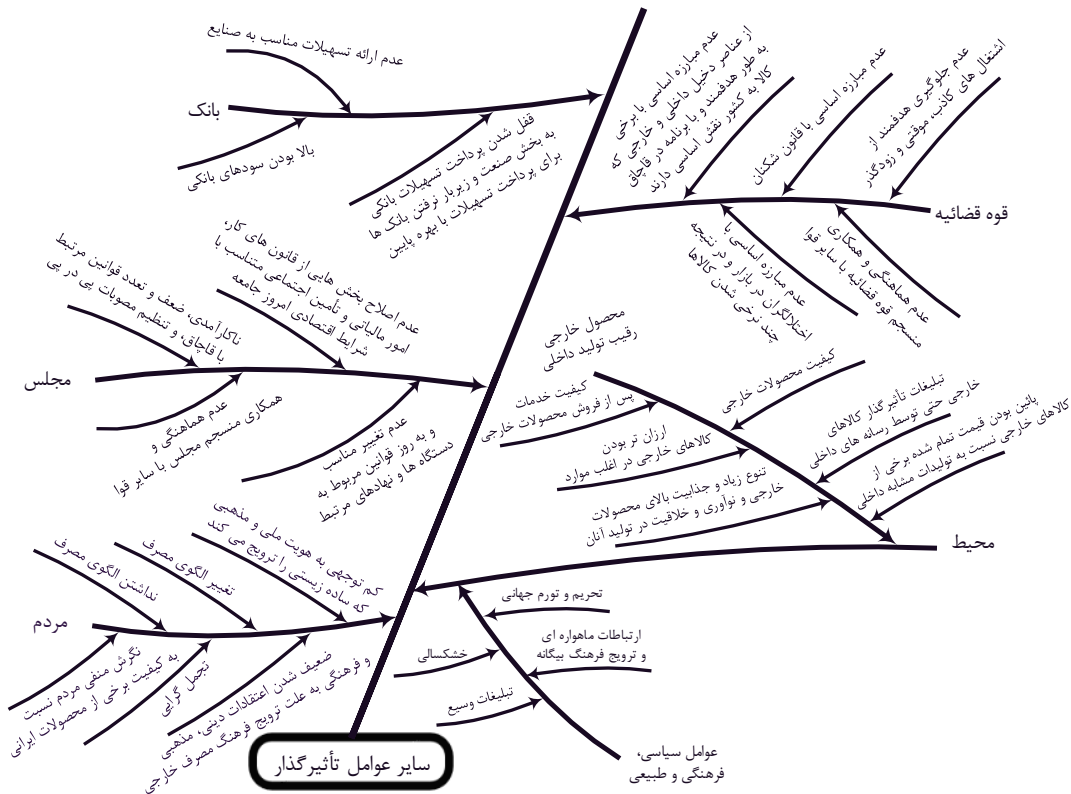 عدم ارائه تسهیلات مناسب به صنایع
بانک
بالا بودن سودهای بانکی
قفل شدن پرداخت تسهیلات بانکی
به بخش صنعت و زیربار نرفتن بانک ها
برای پرداخت تسهیلات با بهره پایین
عدم مبارزه اساسی با برخی
از عناصر دخیل داخلی و خارجی که
به طور هدفمند و با برنامه در قاچاق
کالا به کشور نقش اساسی دارند
عدم مبارزه اساسی با قانون شکنان
عدم جلوگیری هدفمند از
اشتغال های کاذب، موقتی و زودگذر
قوه قضائیه
عدم مبارزه اساسی با
اختلالگران در بازار و در نتیجه
چند نرخی شدن کالاها
عدم هماهنگی و همکاری
منسجم قوه قضائیه با سایر قوا
ناکارآمدی، ضعف و تعدد قوانین مرتبط
با قاچاق، و تنظیم مصوبات پی در پی
عدم اصلاح بخش هایی از قانون های کار،
امور مالیاتی و تأمین اجتماعی متناسب با
شرایط اقتصادی امروز جامعه
مجلس
عدم هماهنگی و
همکاری منسجم مجلس با سایر قوا
عدم تغییر مناسب
و به روز قوانین مربوط به
دستگاه ها و نهادهای مرتبط
محصول خارجی
رقیب تولید داخلی
کیفیت خدمات
پس از فروش محصولات خارجی
کیفیت محصولات خارجی
ارزان تر بودن
کالاهای خارجی در اغلب موارد
تبلیغات تأثیر گذار کالاهای
خارجی حتی توسط رسانه های داخلی
تنوع زیاد و جذابیت بالای محصولات
خارجی و نوآوری و خلاقیت در تولید آنان
پائین بودن قیمت تمام شده برخی از
کالاهای خارجی نسبت به تولیدات مشابه داخلی
محیط
تحریم و تورم جهانی
ارتباطات ماهواره ای
و ترویج فرهنگ بیگانه
خشکسالی
تبلیغات وسیع
عوامل سیاسی،
فرهنگی و طبیعی
نداشتن الگوی مصرف
تغییر الگوی مصرف
کم توجهی به هویت ملی و مذهبی
که ساده زیستی را ترویج می کند
مردم
نگرش منفی مردم نسبت
به کیفیت برخی از محصولات ایرانی
تجمل گرایی
ضعیف شدن اعتقادات دینی، مذهبی
و فرهنگی به علت ترویج فرهنگ مصرف خارجی
سایر عوامل تأثیرگذار